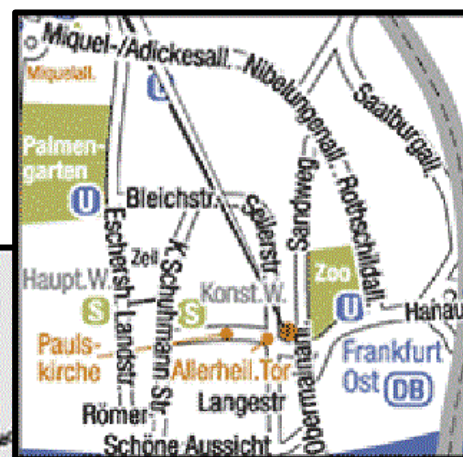 Miquel-/Adickesall.
Nibelungenall.
Miquelall.
U
Saalburgall.
Palmen-
garten
U
Bleichstr.
Seilerstr.
Sandweg
Rothschildall.
Eschersh. Landstr.
Zeil
K.Schuhmann Str
Haupt.W.
S
S
Konst.W.
Zoo
U
Hanau
Pauls-
kirche
Allerheil.Tor
Obermainanl.
Frankfurt
Ost DB
Langestr
Römer-
Schöne Aussicht